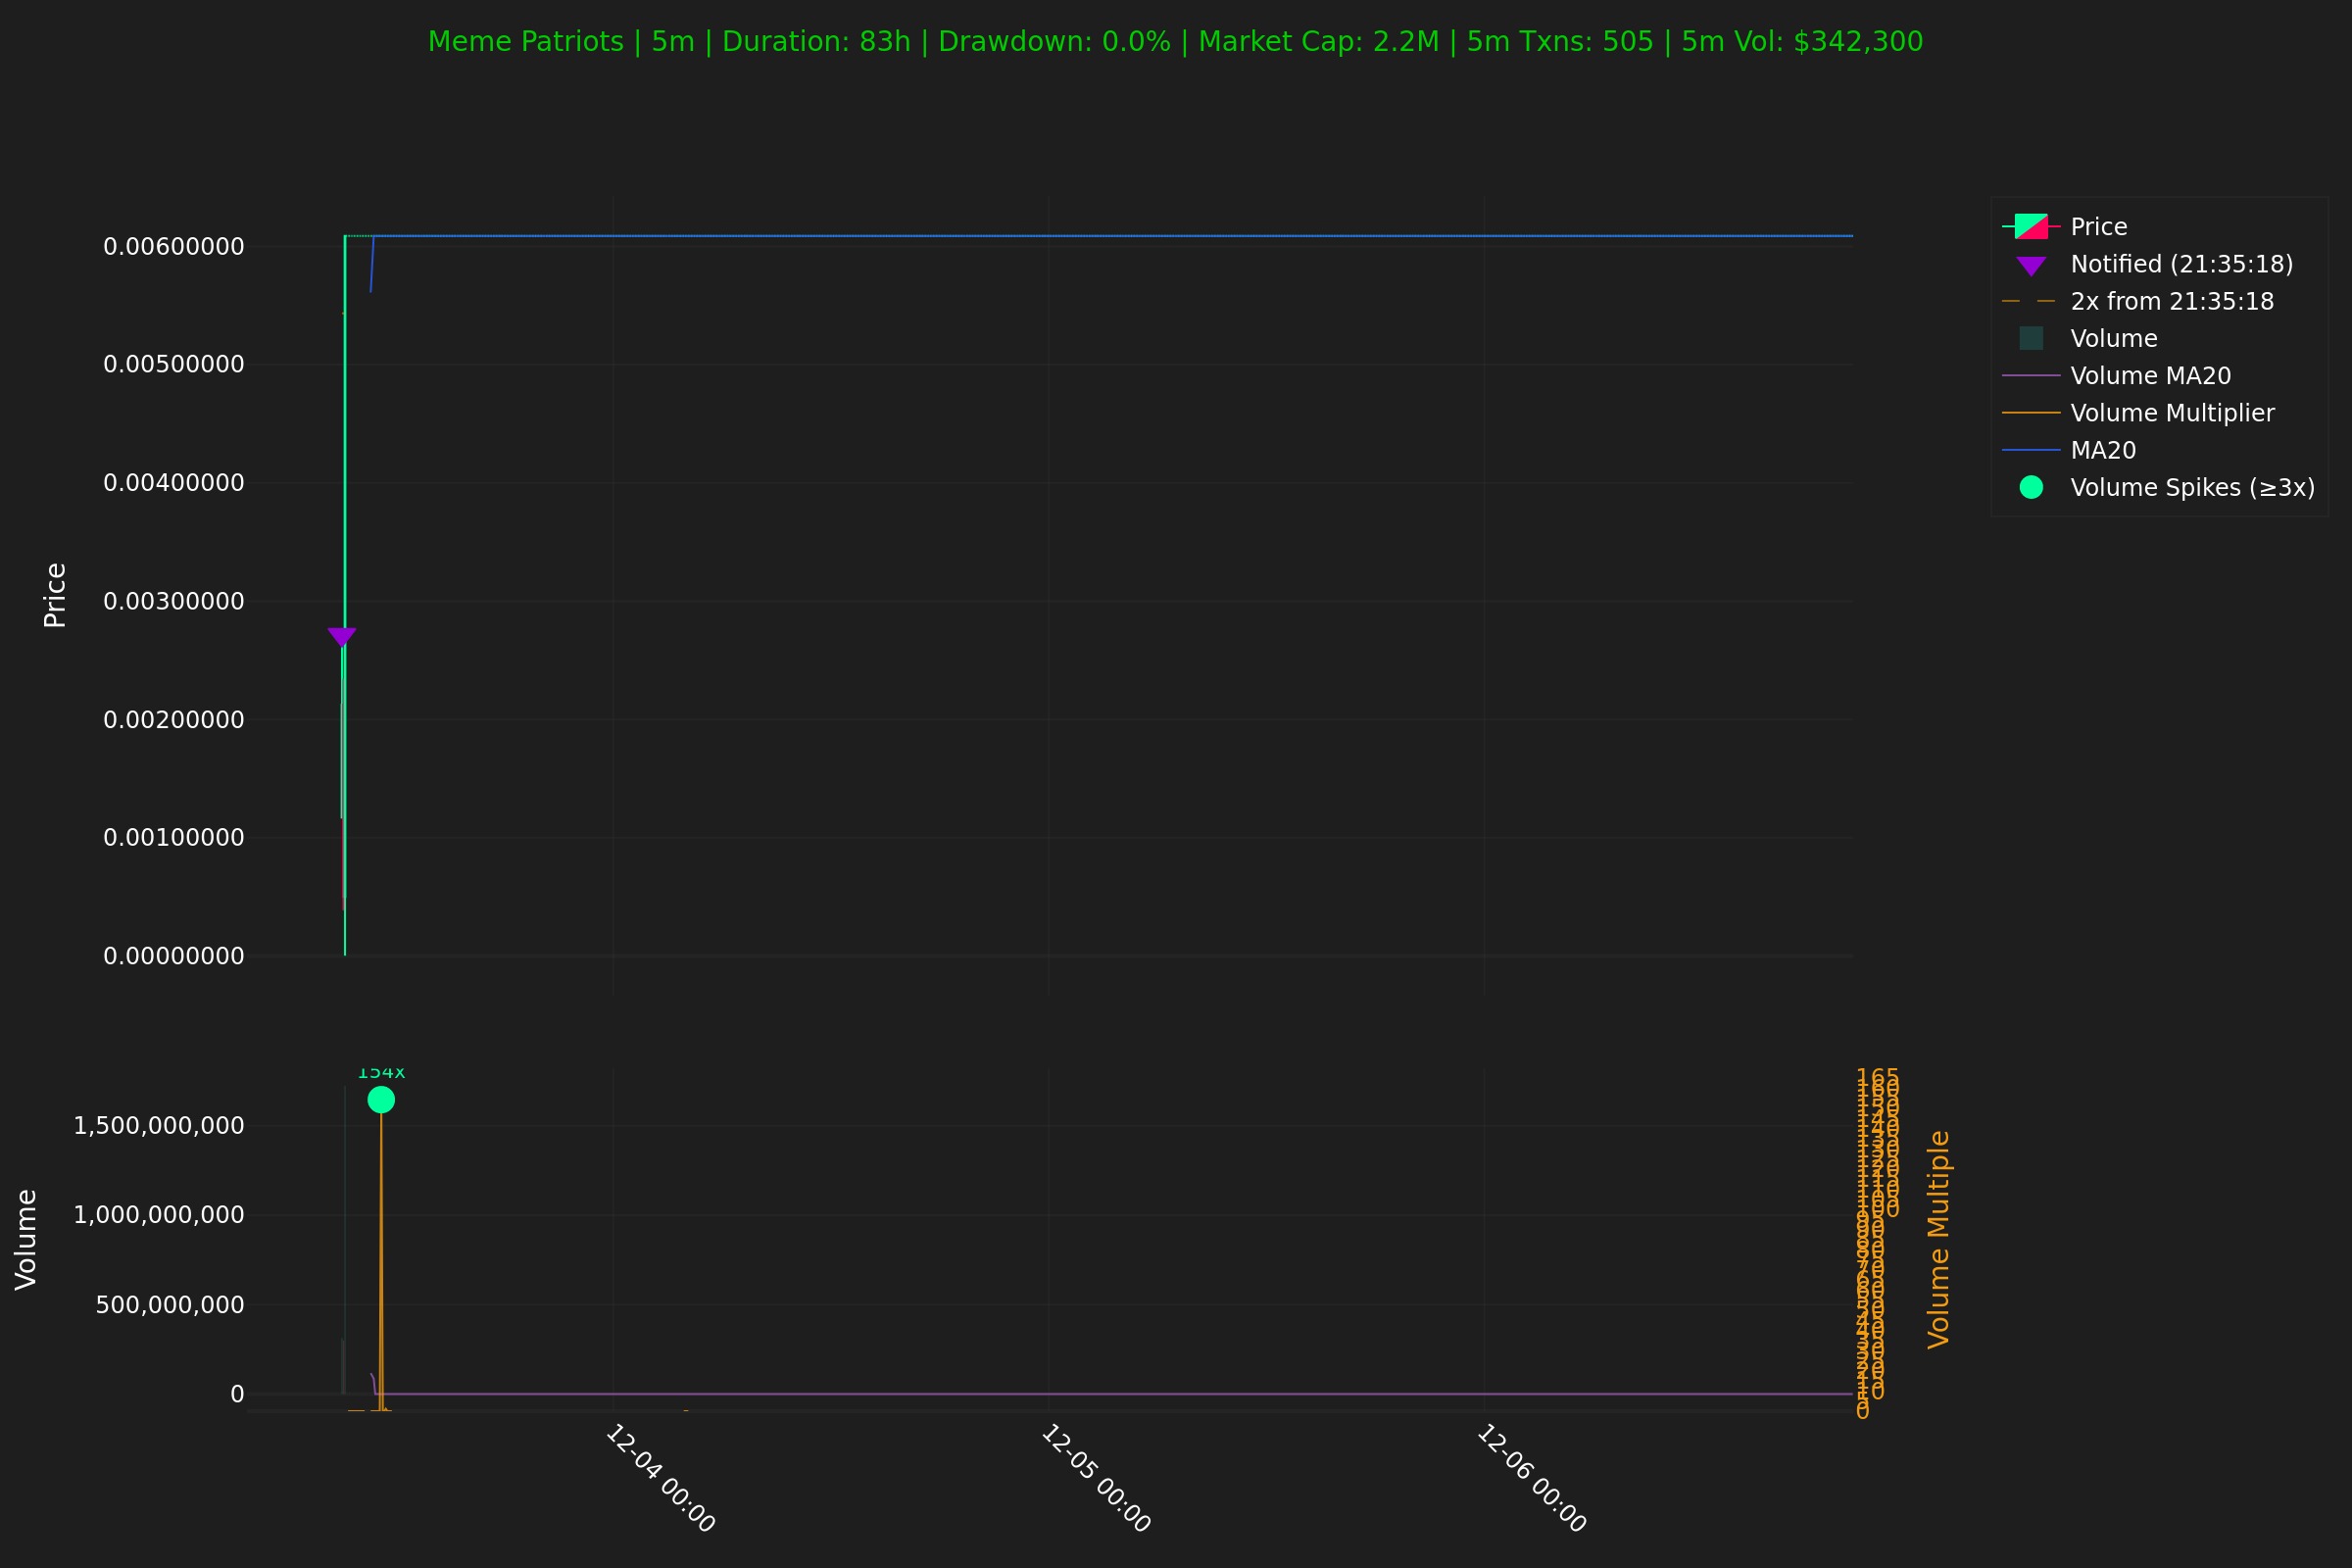 Meme Patriots | 5m | Duration: 83h | Drawdown: 0.0% | Market Cap: 2.2M | 5m Txns: 505 | 5m Vol: $342,300
Price
0.00600000
0.00500000
0.00400000
0.00300000
0.00200000
0.00100000
0.00000000
Price
Notified (21:35:18)
2x from 21:35:18
Volume
Volume MA20
Volume Multiplier
MA20
Volume Spikes (≥3x)
Volume
1,500,000,000
1,000,000,000
500,000,000
0
154x
165
100
10
0
Volume Multiple
12-04 00:00
12-05 00:00
12-06 00:00